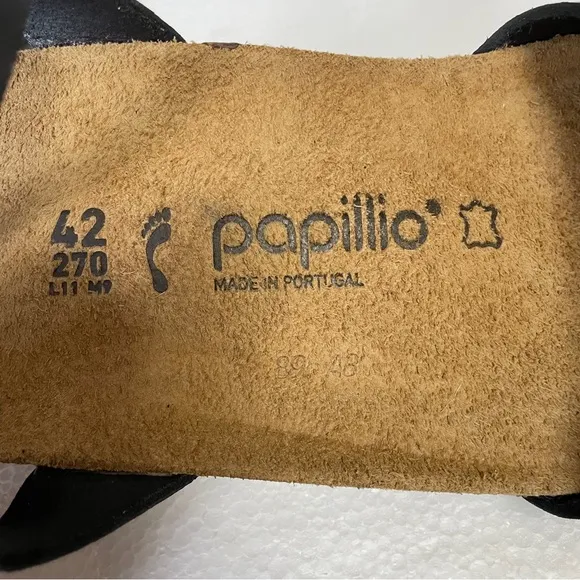 42
270
L11 M9
papillio®
MADE IN PORTUGAL